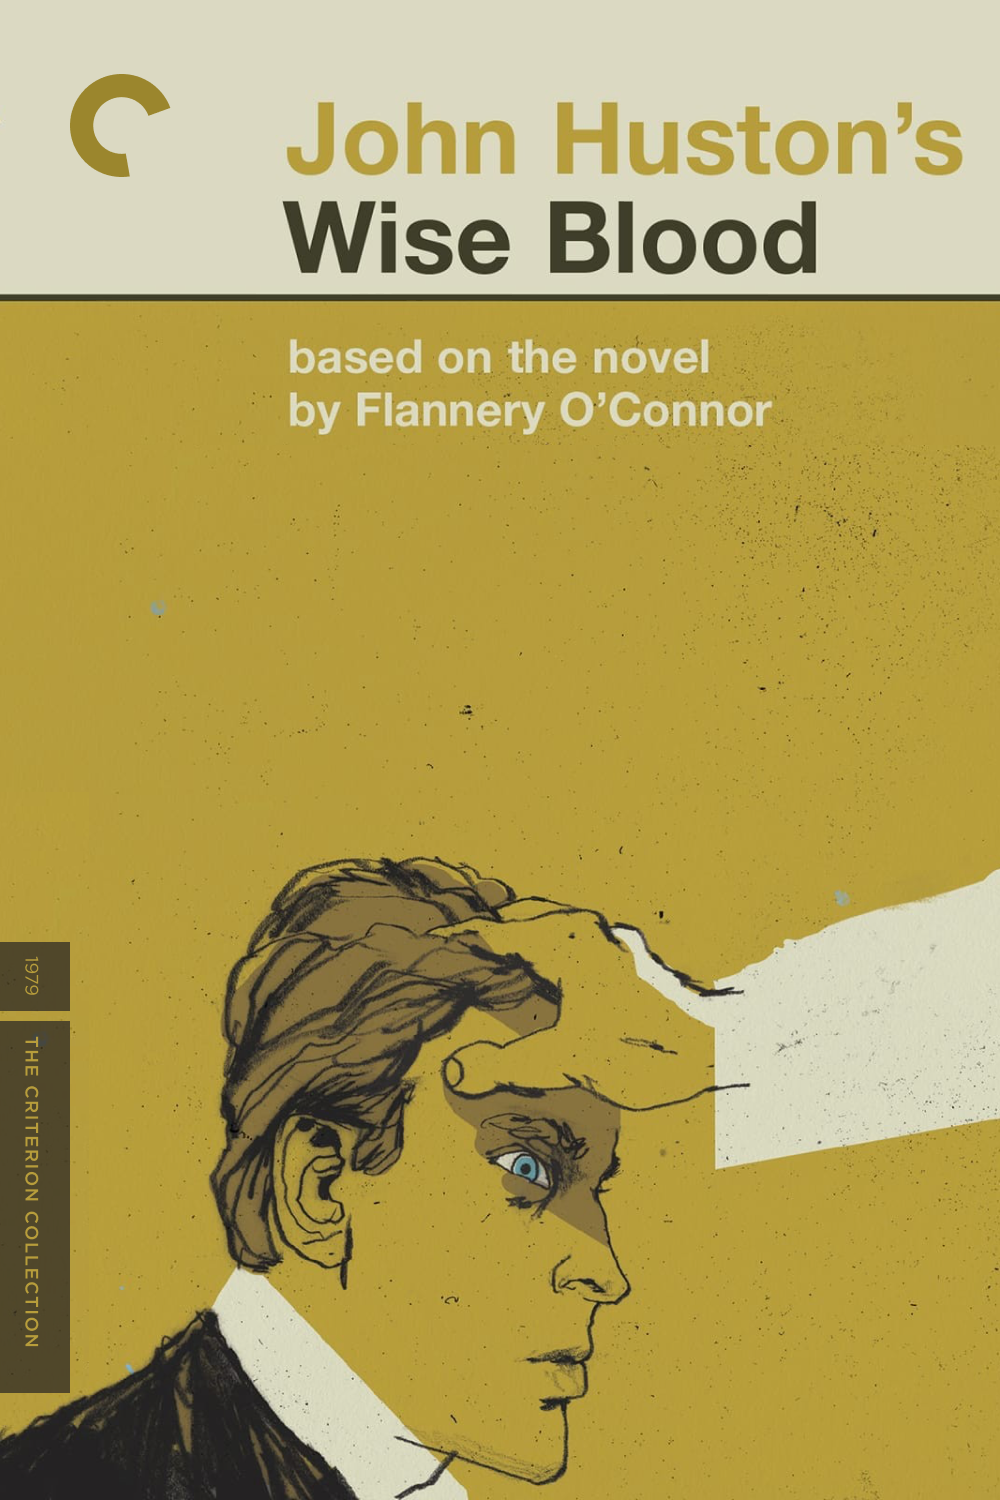 John Huston’s
Wise Blood
based on the novel
by Flannery O’Connor
1979
THE CRITERION COLLECTION